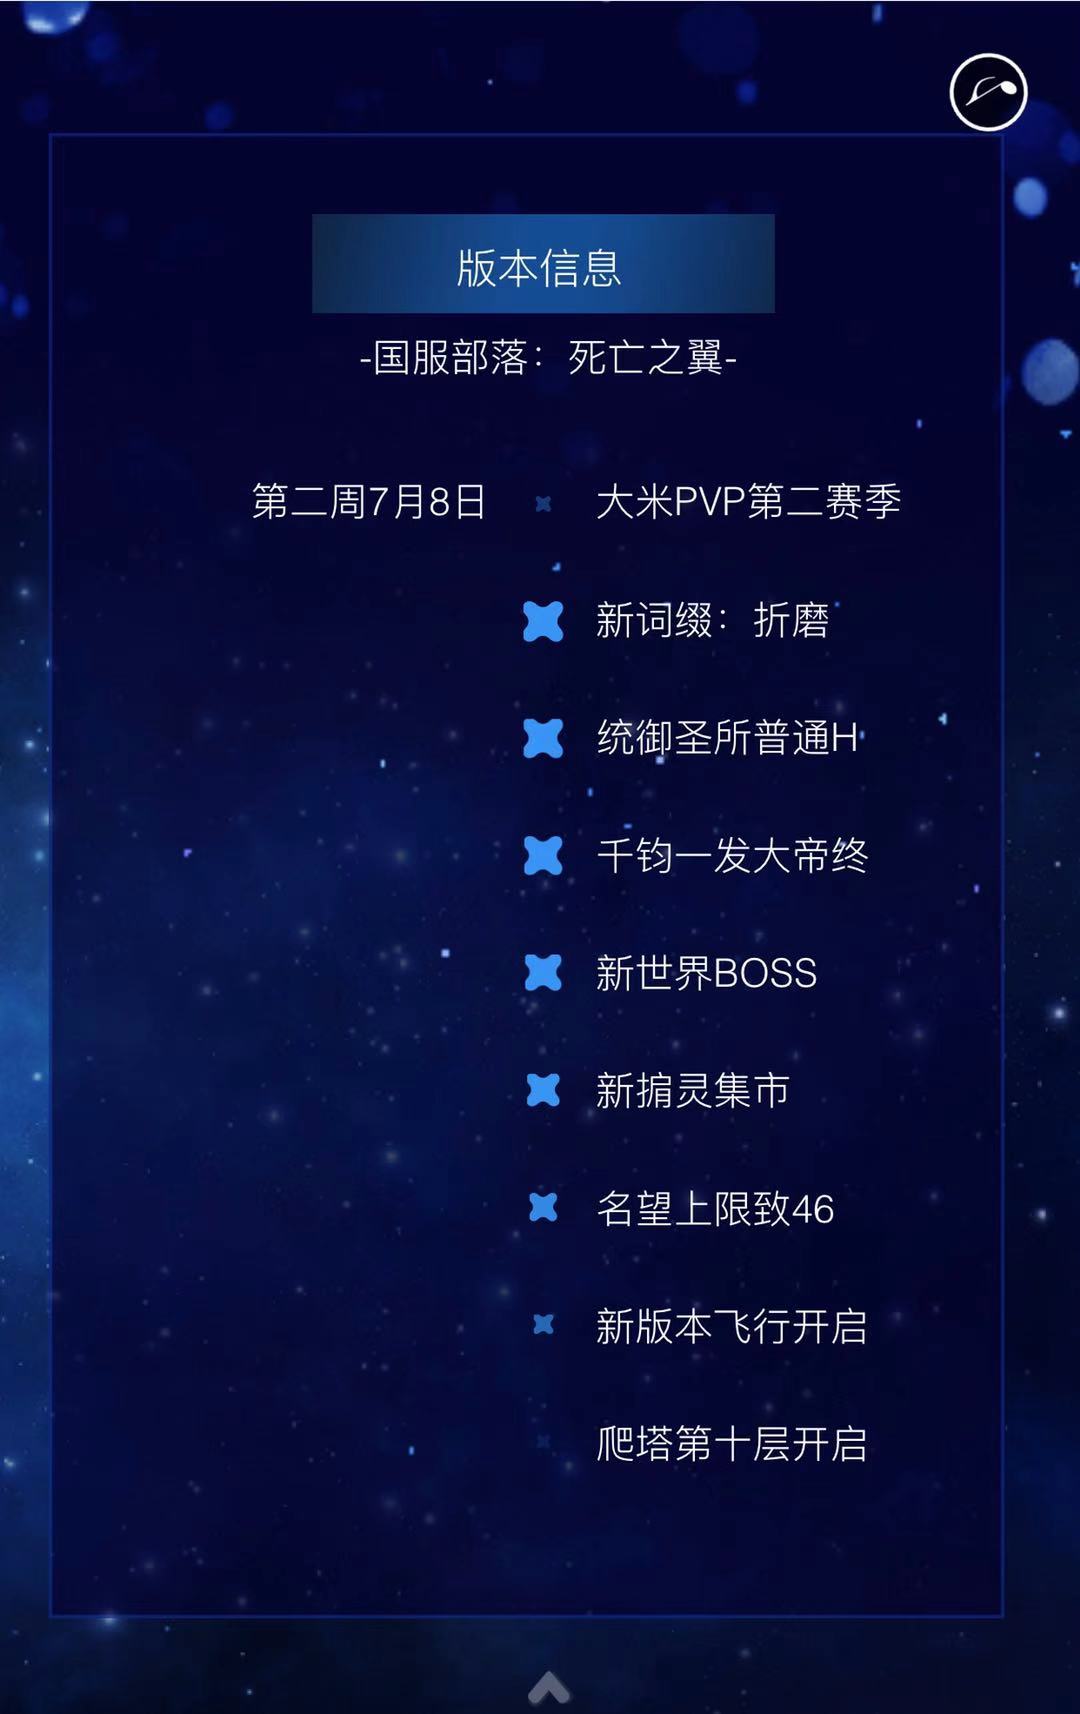 版本信息
-国服部落：死亡之翼-
第二周7月8日 大米PVP第二赛季
新词缀：折磨
统御圣所普通H
千钧一发大帝终
新世界BOSS
新掮灵集市
名望上限致46
新版本飞行开启
爬塔第十层开启